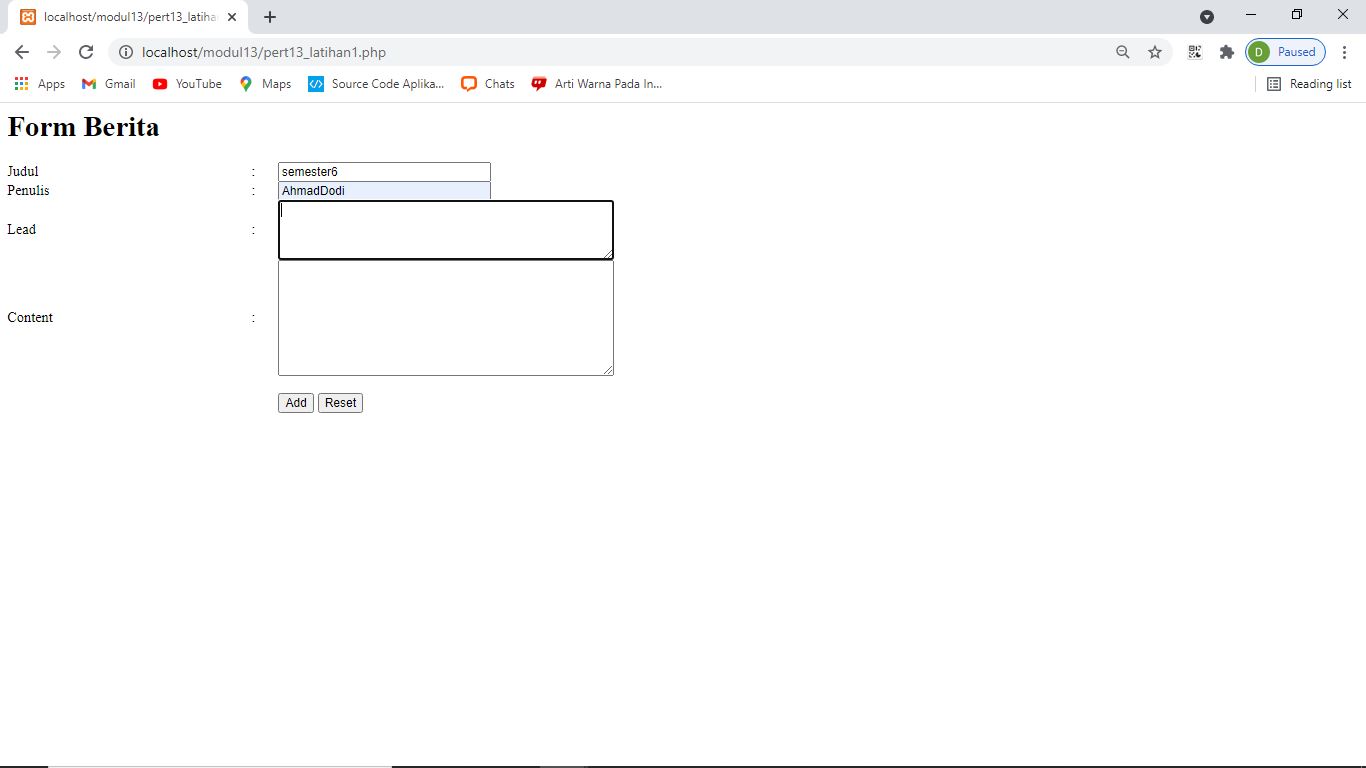 localhost/modul13/pert13_latiha
localhost/modul13/pert13_latihan1.php
D Paused
Apps Gmail YouTube Maps Source Code Aplika... Chats Arti Warna Pada In... Reading list
Form Berita
Judul : semester6
Penulis : AhmadDodi
Lead :
Content :
Add Reset